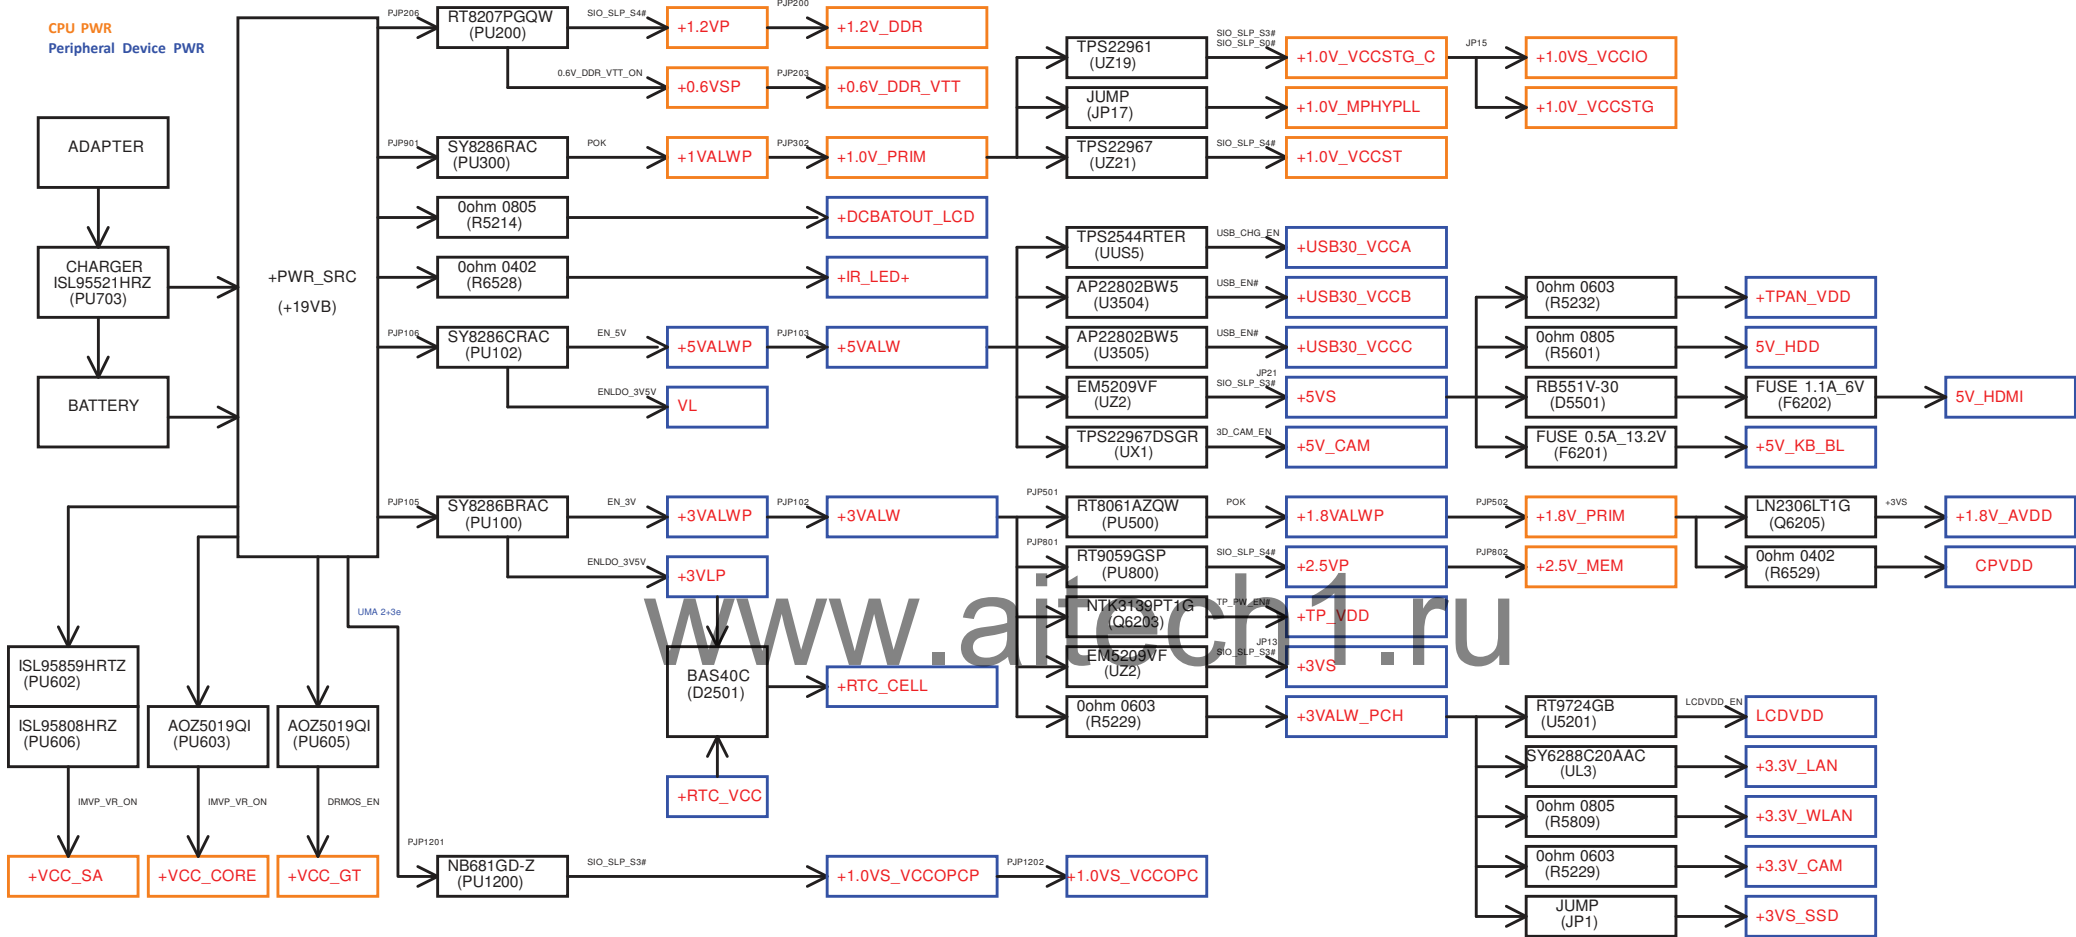 CPU PWR
Peripheral Device PWR
ADAPTER
CHARGER
ISL95521HRZ
(PU703)
BATTERY
+PWR_SRC
(+19VB)
PJP206
RT8207PGQW
(PU200)
SIO_SLP_S4#
+1.2VP
PJP200
+1.2V_DDR
0.6V_DDR_VTT_ON
+0.6VSP
PJP203
+0.6V_DDR_VTT
PJP901
SY8286RAC
(PU300)
POK
+1VALWP
PJP302
+1.0V_PRIM
TPS22961
(UZ19)
SIO_SLP_S3#
SIO_SLP_S0#
+1.0V_VCCSTG_C
JP15
+1.0VS_VCCIO
+1.0V_VCCSTG
JUMP
(JP17)
+1.0V_MPHYPLL
TPS22967
(UZ21)
SIO_SLP_S4#
+1.0V_VCCST
0ohm 0805
(R5214)
+DCBATOUT_LCD
0ohm 0402
(R6528)
+IR_LED+
PJP106
SY8286CRAC
(PU102)
EN_5V
+5VALWP
PJP103
+5VALW
ENLDO_3V5V
VL
TPS2544RTER
(UUS5)
USB_CHG_EN
+USB30_VCCA
AP22802BW5
(U3504)
USB_EN#
+USB30_VCCB
AP22802BW5
(U3505)
USB_EN#
+USB30_VCCC
EM5209VF
(UZ2)
JP21
SIO_SLP_S3#
+5VS
TPS22967DSGR
(UX1)
3D_CAM_EN
+5V_CAM
0ohm 0603
(R5232)
+TPAN_VDD
0ohm 0805
(R5601)
5V_HDD
RB551V-30
(D5501)
FUSE 1.1A_6V
(F6202)
5V_HDMI
FUSE 0.5A_13.2V
(F6201)
+5V_KB_BL
PJP105
SY8286BRAC
(PU100)
EN_3V
+3VALWP
PJP102
+3VALW
ENLDO_3V5V
+3VLP
BAS40C
(D2501)
+RTC_CELL
+RTC_VCC
PJP501
RT8061AZQW
(PU500)
POK
+1.8VALWP
PJP502
+1.8V_PRIM
LN2306LT1G
(Q6205)
+3VS
+1.8V_AVDD
0ohm 0402
(R6529)
CPVDD
PJP801
RT9059GSP
(PU800)
SIO_SLP_S4#
+2.5VP
PJP802
+2.5V_MEM
NTK3139PT1G
(Q6203)
TP_PW_EN#
+TP_VDD
EM5209VF
(UZ2)
JP13
SIO_SLP_S3#
+3VS
0ohm 0603
(R5229)
+3VALW_PCH
RT9724GB
(U5201)
LCDVDD_EN
LCDVDD
SY6288C20AAC
(UL3)
+3.3V_LAN
0ohm 0805
(R5809)
+3.3V_WLAN
0ohm 0603
(R5229)
+3.3V_CAM
JUMP
(JP1)
+3VS_SSD
www.aitech1.ru
UMA 2+3e
ISL95859HRTZ
(PU602)
ISL95808HRZ
(PU606)
IMVP_VR_ON
+VCC_SA
AOZ5019QI
(PU603)
IMVP_VR_ON
+VCC_CORE
AOZ5019QI
(PU605)
DRMOS_EN
+VCC_GT
PJP1201
NB681GD-Z
(PU1200)
SIO_SLP_S3#
+1.0VS_VCCOPCP
PJP1202
+1.0VS_VCCOPC